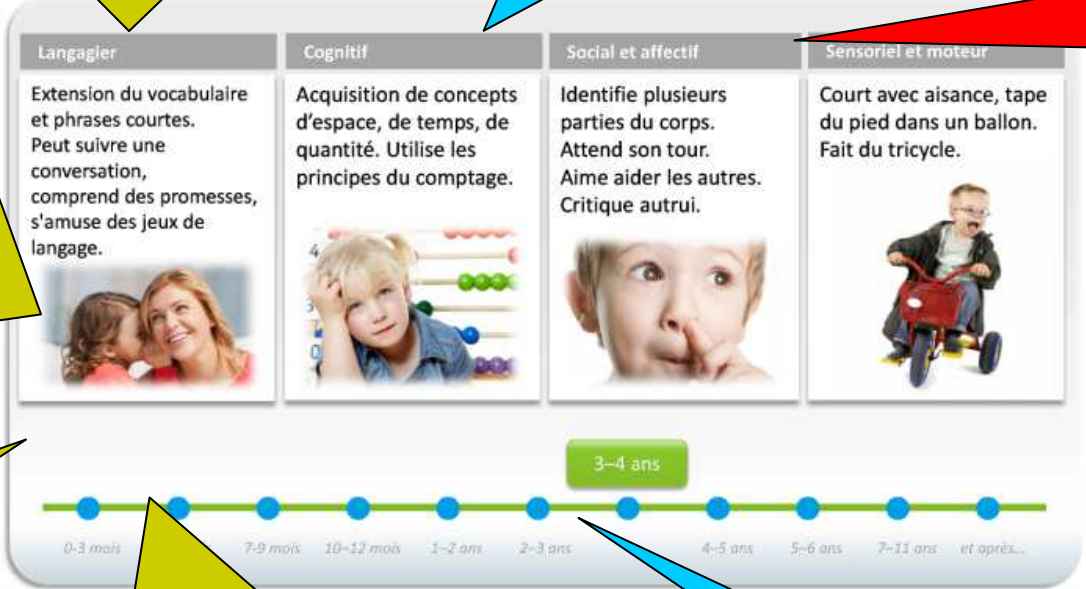 Langagier
Extension du vocabulaire
et phrases courtes.
Peut suivre une
conversation,
comprend des promesses,
s'amuse des jeux de
langage.
Cognitif
Acquisition de concepts
d'espace, de temps, de
quantité. Utilise les
principes du comptage.
Social et affectif
Identifie plusieurs
parties du corps.
Attend son tour.
Aime aider les autres.
Critique autrui.
Sensoriel et moteur
Court avec aisance, tape
du pied dans un ballon.
Fait du tricycle.
3–4 ans
0-3 mois
7-9 mois
10–12 mois
1–2 ans
2–3 ans
4–5 ans
5–6 ans
7–11 ans
et après...